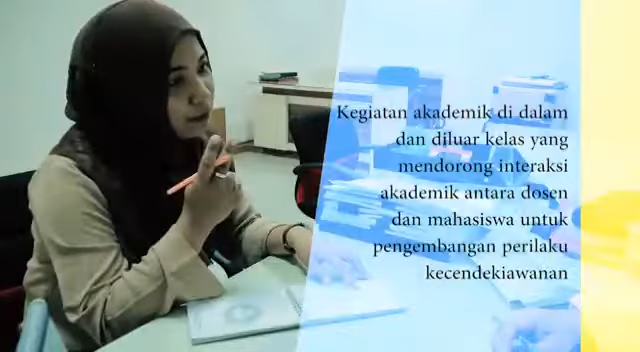 Kegiatan akademik di dalam
dan diluar kelas yang
mendorong interaksi
akademik antara dosen
dan mahasiswa untuk
pengembangan perilaku
kecendekiawanan